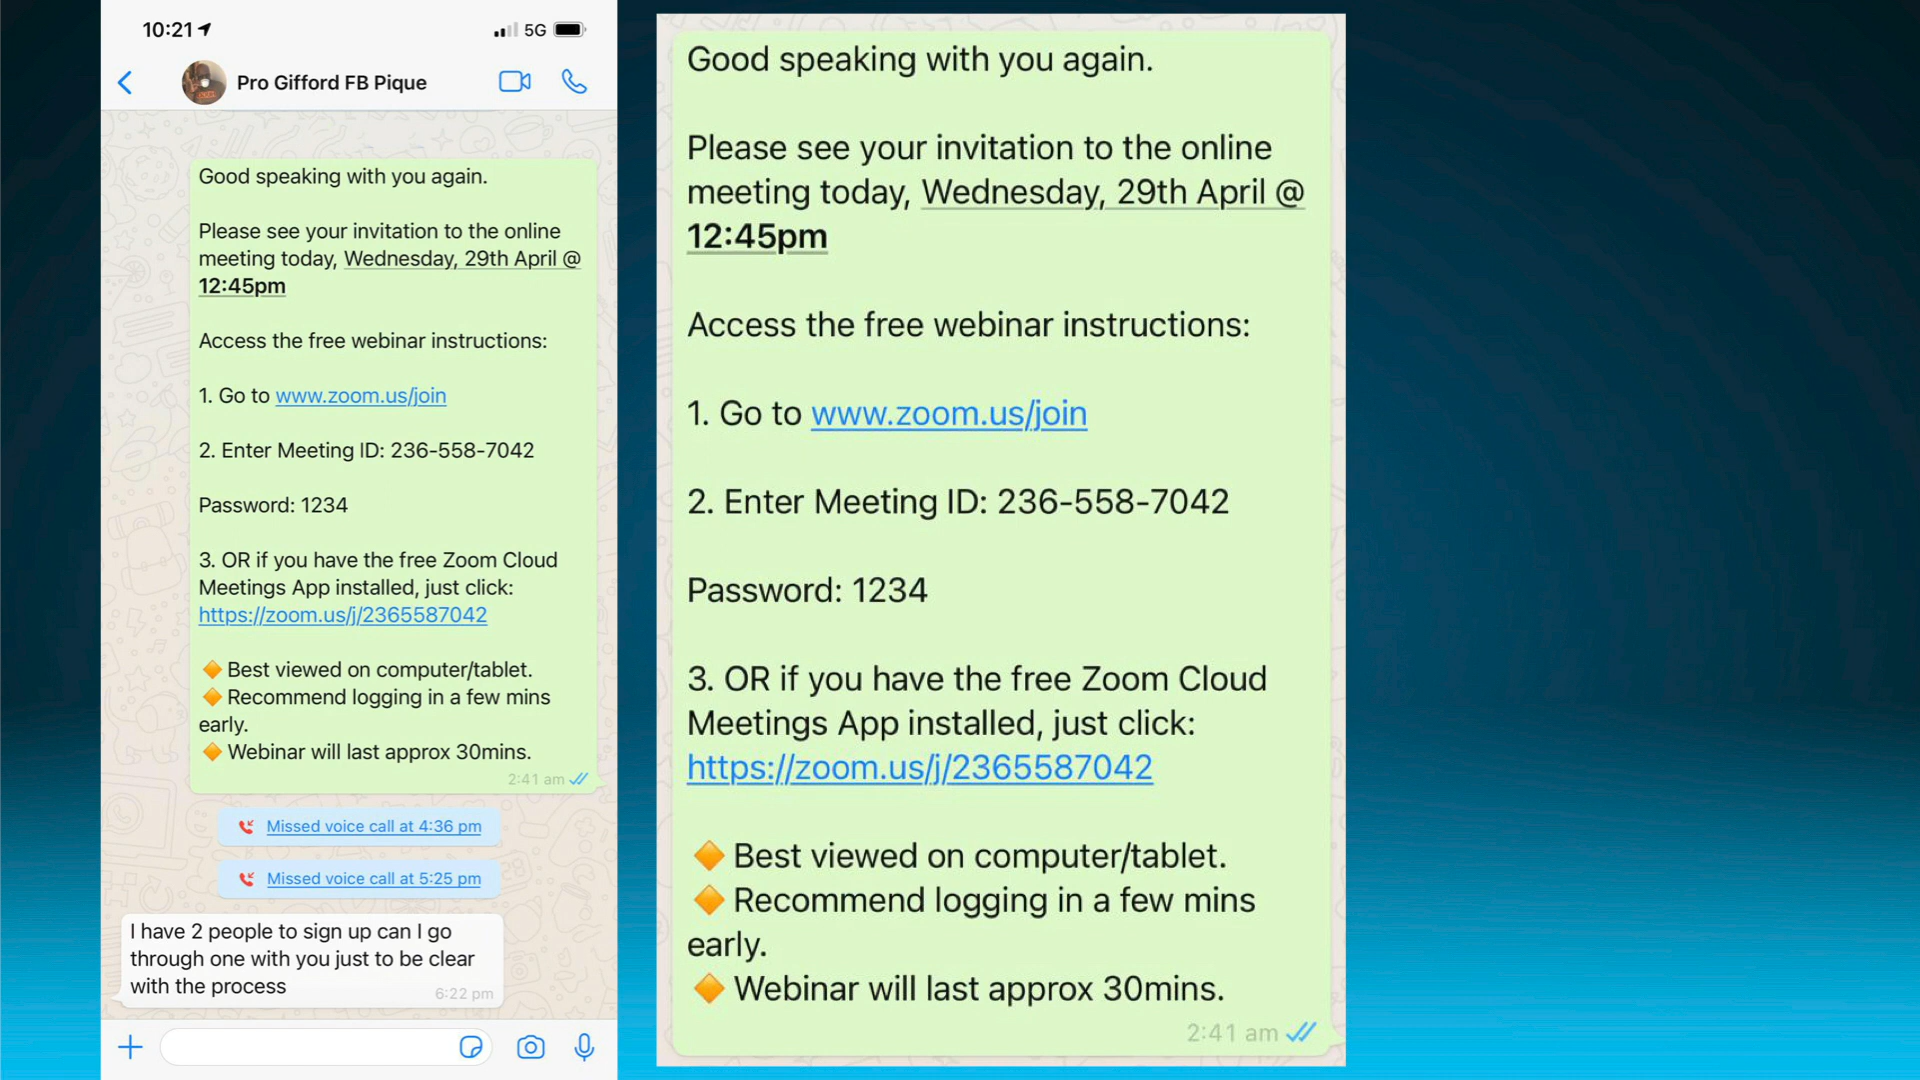 10:21
5G
Pro Gifford FB Pique
Good speaking with you again.
Please see your invitation to the online
meeting today, Wednesday, 29th April @
12:45pm
Access the free webinar instructions:
1. Go to www.zoom.us/join
2. Enter Meeting ID: 236-558-7042
Password: 1234
3. OR if you have the free Zoom Cloud
Meetings App installed, just click:
https://zoom.us/j/2365587042
🔶 Best viewed on computer/tablet.
🔶 Recommend logging in a few mins
early.
🔶 Webinar will last approx 30mins.
2:41 am
Missed voice call at 4:36 pm
Missed voice call at 5:25 pm
I have 2 people to sign up can I go
through one with you just to be clear
with the process
6:22 pm
Good speaking with you again.
Please see your invitation to the online
meeting today, Wednesday, 29th April @
12:45pm
Access the free webinar instructions:
1. Go to www.zoom.us/join
2. Enter Meeting ID: 236-558-7042
Password: 1234
3. OR if you have the free Zoom Cloud
Meetings App installed, just click:
https://zoom.us/j/2365587042
🔶 Best viewed on computer/tablet.
🔶 Recommend logging in a few mins
early.
🔶 Webinar will last approx 30mins.
2:41 am